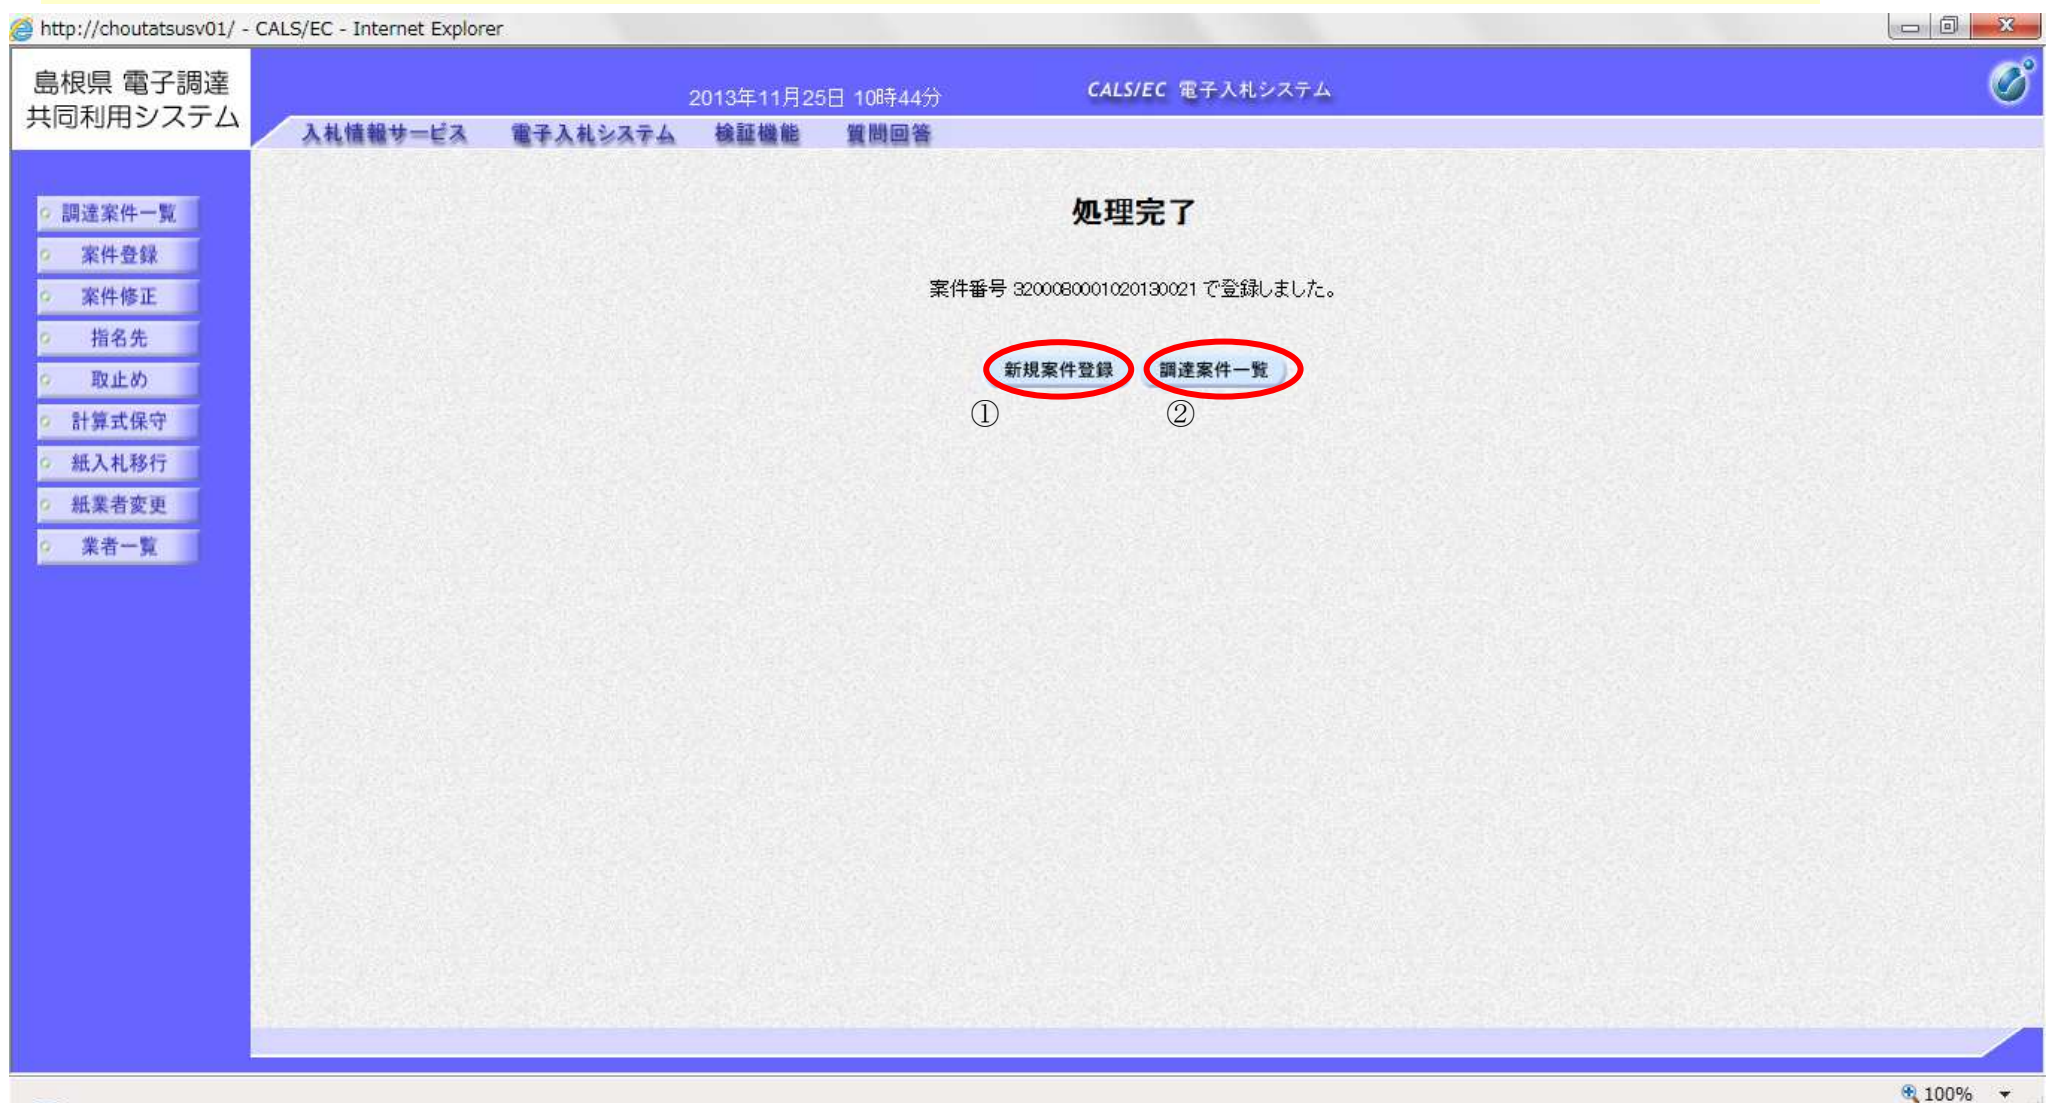 http://choutatsusv01/ - CALS/EC - Internet Explorer
島根県 電子調達
共同利用システム
2013年11月25日 10時44分
CALS/EC 電子入札システム
入札情報サービス 電子入札システム 検証機能 質問回答
調達案件一覧
案件登録
案件修正
指名先
取止め
計算式保守
紙入札移行
紙業者変更
業者一覧
処理完了
案件番号 3200080001020130021 で登録しました。
新規案件登録 調達案件一覧
① ②
100%